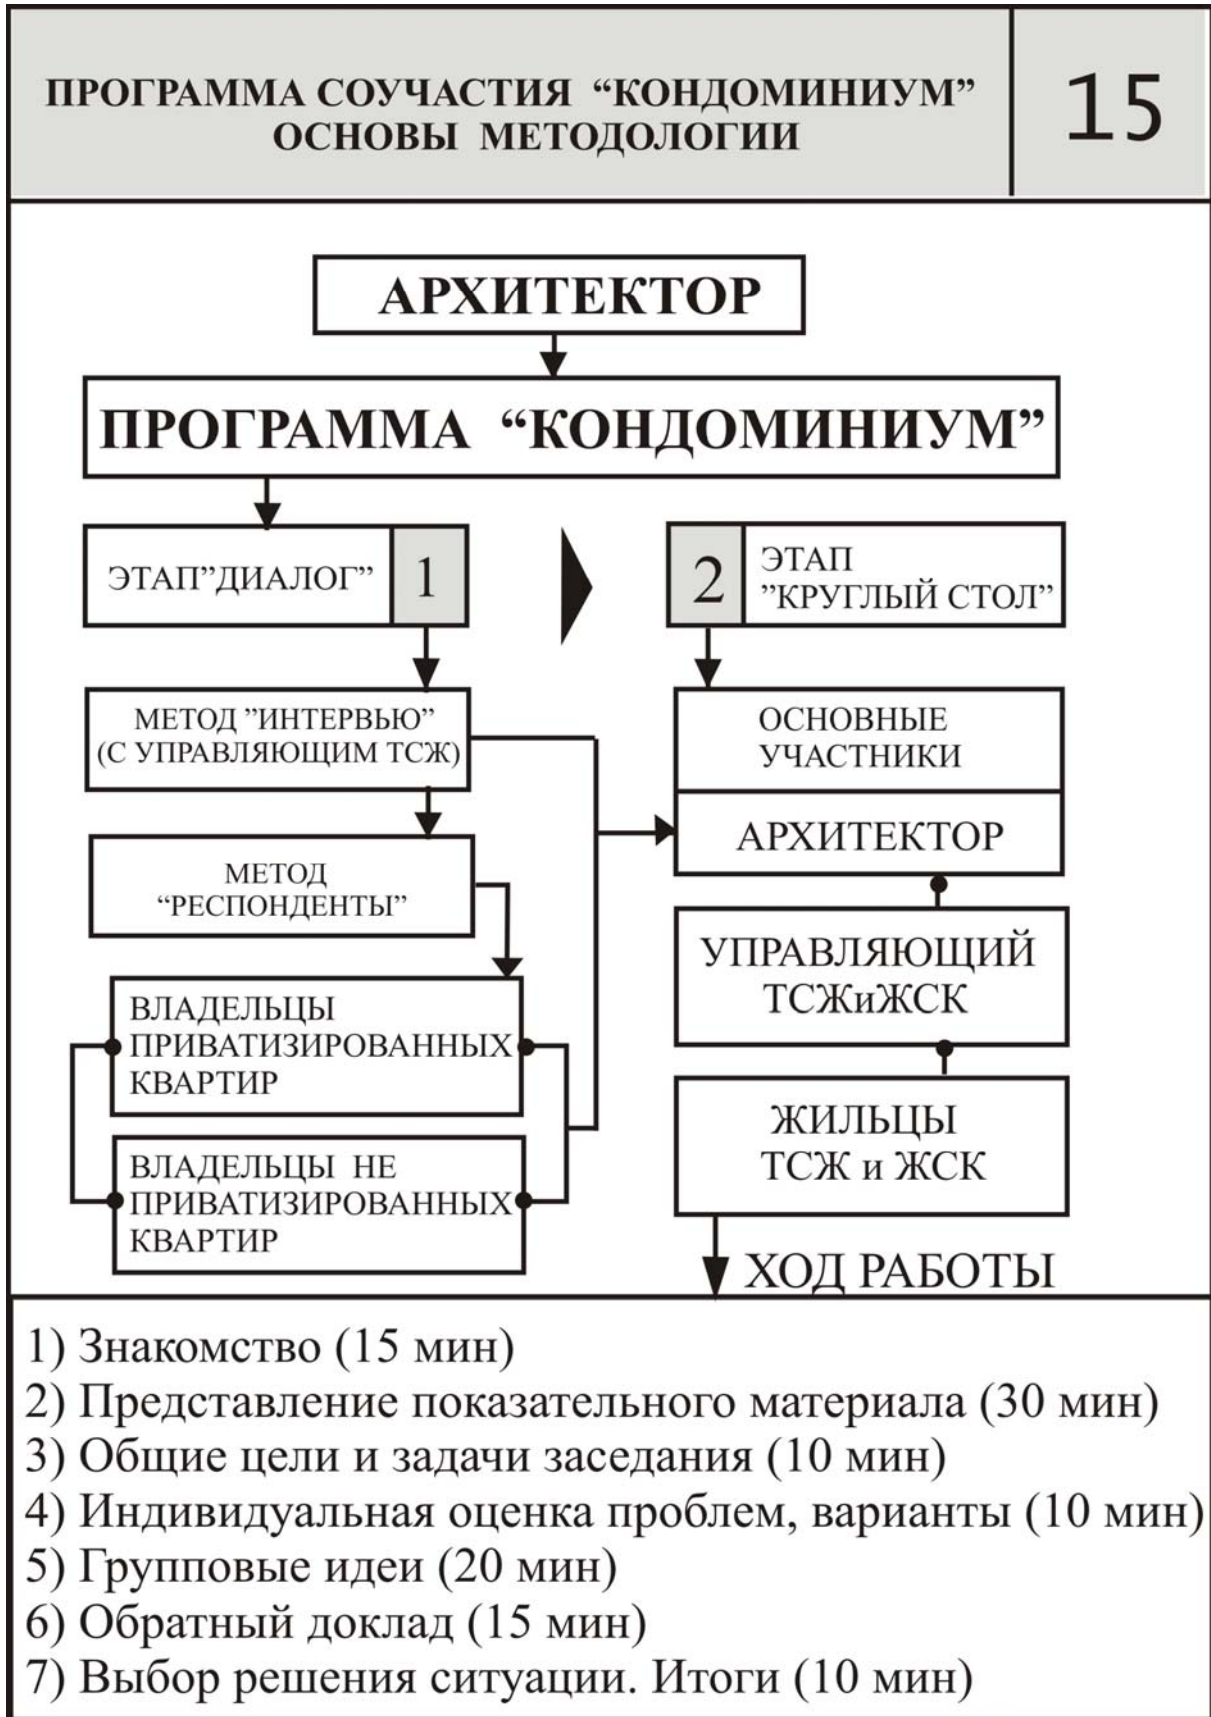 ПРОГРАММА СОУЧАСТИЯ “КОНДОМИНИУМ”
ОСНОВЫ МЕТОДОЛОГИИ
15
АРХИТЕКТОР
ПРОГРАММА “КОНДОМИНИУМ”
ЭТАП”ДИАЛОГ”
1
2
ЭТАП
”КРУГЛЫЙ СТОЛ”
МЕТОД ”ИНТЕРВЬЮ”
(С УПРАВЛЯЮЩИМ ТСЖ)
МЕТОД
“РЕСПОНДЕНТЫ”
ВЛАДЕЛЬЦЫ
ПРИВАТИЗИРОВАННЫХ
КВАРТИР
ВЛАДЕЛЬЦЫ НЕ
ПРИВАТИЗИРОВАННЫХ
КВАРТИР
ОСНОВНЫЕ
УЧАСТНИКИ
АРХИТЕКТОР
УПРАВЛЯЮЩИЙ
ТСЖиЖСК
ЖИЛЬЦЫ
ТСЖ и ЖСК
ХОД РАБОТЫ
1) Знакомство (15 мин)
2) Представление показательного материала (30 мин)
3) Общие цели и задачи заседания (10 мин)
4) Индивидуальная оценка проблем, варианты (10 мин)
5) Групповые идеи (20 мин)
6) Обратный доклад (15 мин)
7) Выбор решения ситуации. Итоги (10 мин)